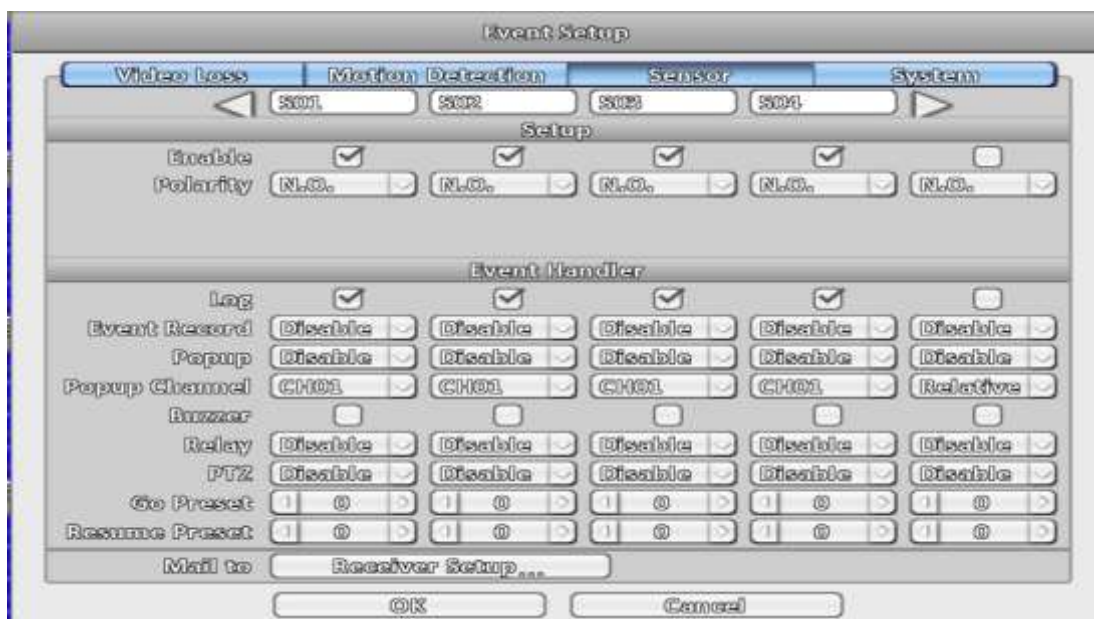 Event Setup
Video Loss Motion Detection Sensor System
S01 S02 S03 S04
Setup
Enable
Polarity N.O. N.O. N.O. N.O. N.O.
Event Handler
Log
Event Record Disable Disable Disable Disable Disable
Popup Disable Disable Disable Disable Disable
Popup Channel CH01 CH01 CH01 CH01 Relative
Buzzer
Relay Disable Disable Disable Disable Disable
PTZ Disable Disable Disable Disable Disable
Go Preset 0 0 0 0 0
Resume Preset 0 0 0 0 0
Mail to Receiver Setup...
OK Cancel